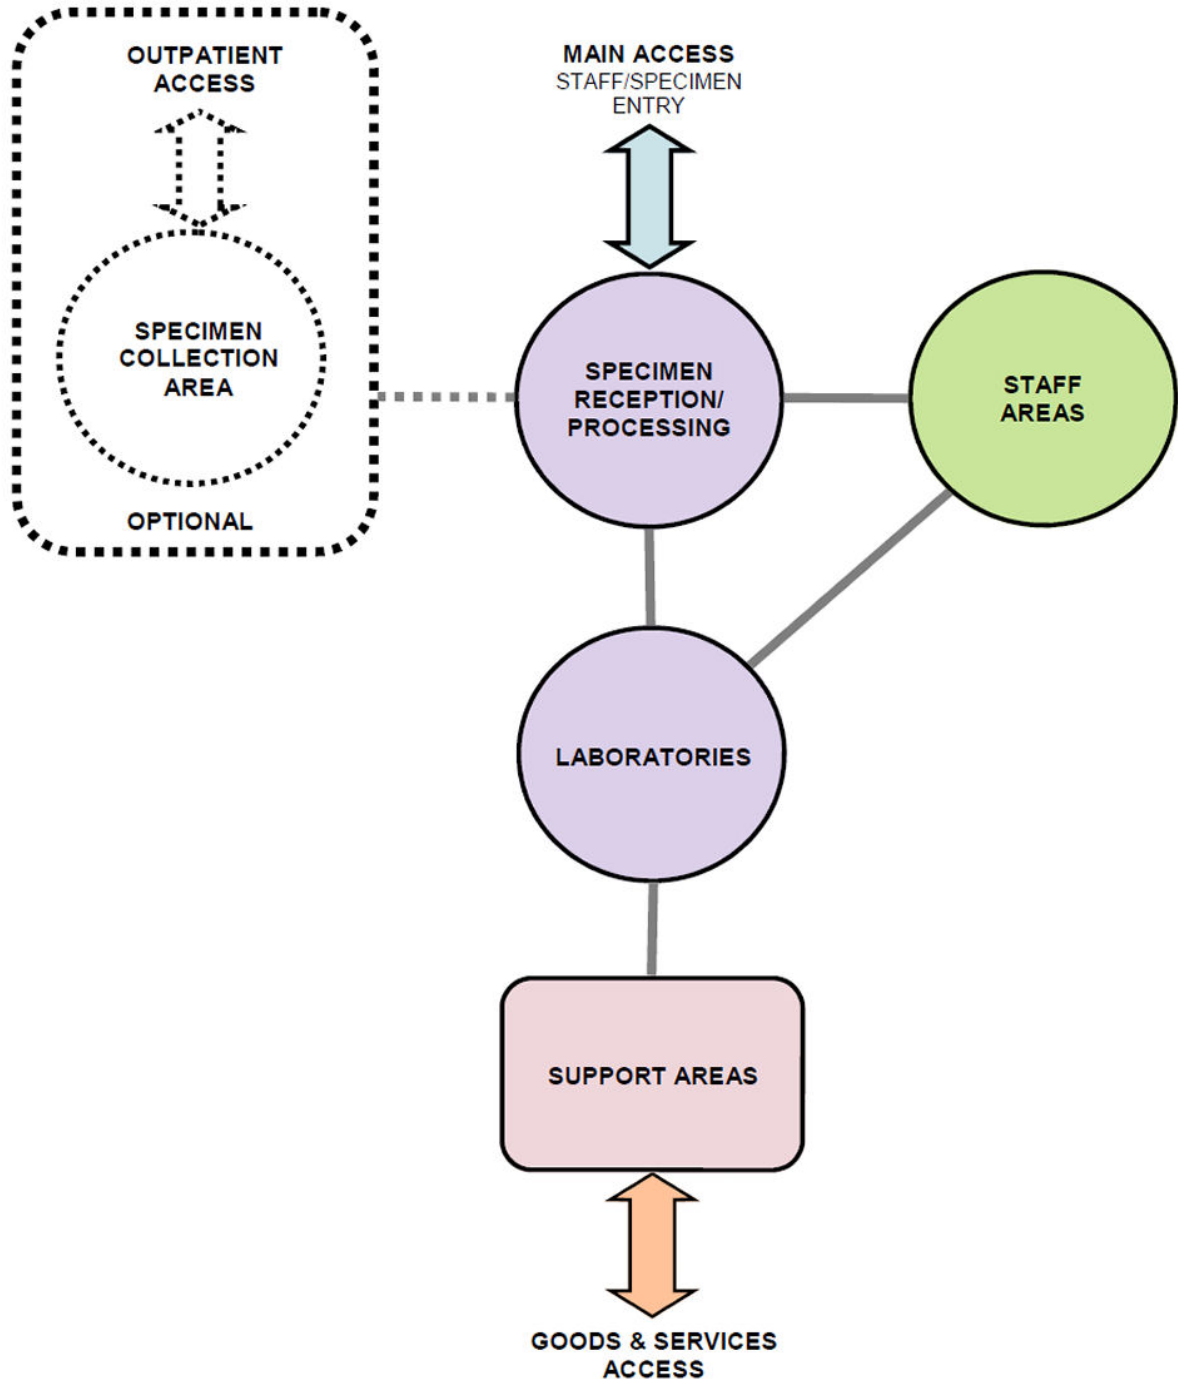 OUTPATIENT
ACCESS
SPECIMEN
COLLECTION
AREA
OPTIONAL
MAIN ACCESS
STAFF/SPECIMEN
ENTRY
SPECIMEN
RECEPTION/
PROCESSING
STAFF
AREAS
LABORATORIES
SUPPORT AREAS
GOODS & SERVICES
ACCESS